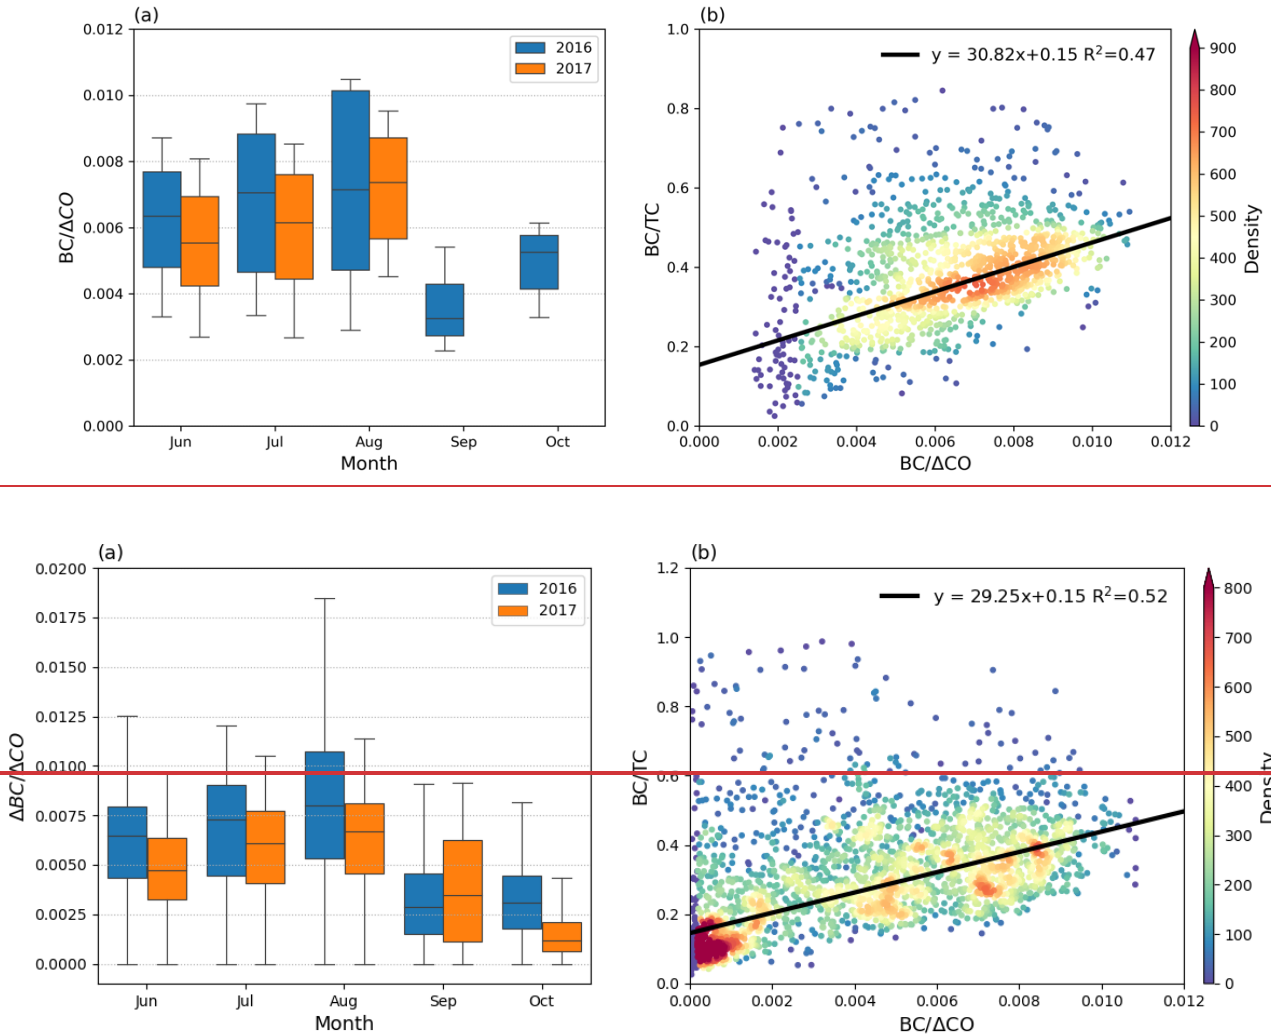 (a)
0.012
0.010
0.008
0.006
0.004
0.002
0.000
BC/ΔCO
Jun Jul Aug Sep Oct
Month
2016
2017
(b)
1.0
0.8
0.6
0.4
0.2
0.0
BC/TC
y = 30.82x+0.15 R²=0.47
0.000 0.002 0.004 0.006 0.008 0.010 0.012
BC/ΔCO
900
800
700
600
500
400
300
200
100
0
Density
(a)
0.0200
0.0175
0.0150
0.0125
0.0100
0.0075
0.0050
0.0025
0.0000
ΔBC/ΔCO
Jun Jul Aug Sep Oct
Month
2016
2017
(b)
1.2
1.0
0.8
0.6
0.4
0.2
0.0
BC/TC
y = 29.25x+0.15 R²=0.52
0.000 0.002 0.004 0.006 0.008 0.010 0.012
BC/ΔCO
800
700
600
500
400
300
200
100
0
Density